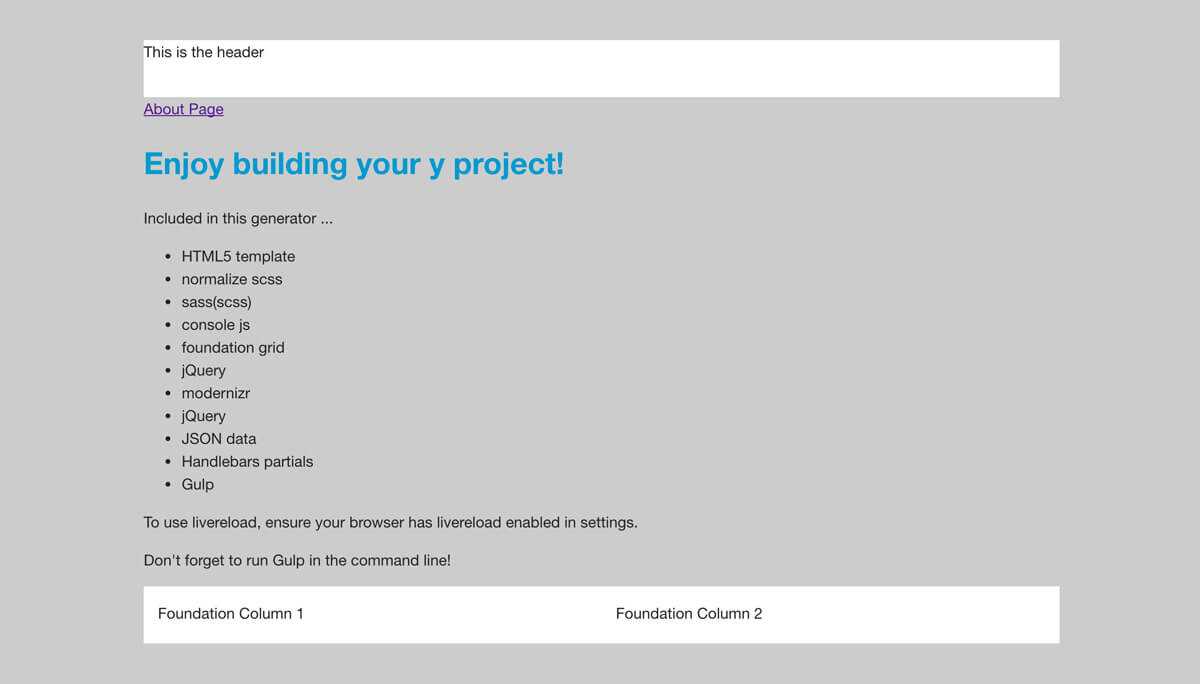 This is the header
About Page
Enjoy building your y project!
Included in this generator ...
HTML5 template
normalize scss
sass(scss)
console js
foundation grid
jQuery
modernizr
jQuery
JSON data
Handlebars partials
Gulp
To use livereload, ensure your browser has livereload enabled in settings.
Don't forget to run Gulp in the command line!
Foundation Column 1
Foundation Column 2